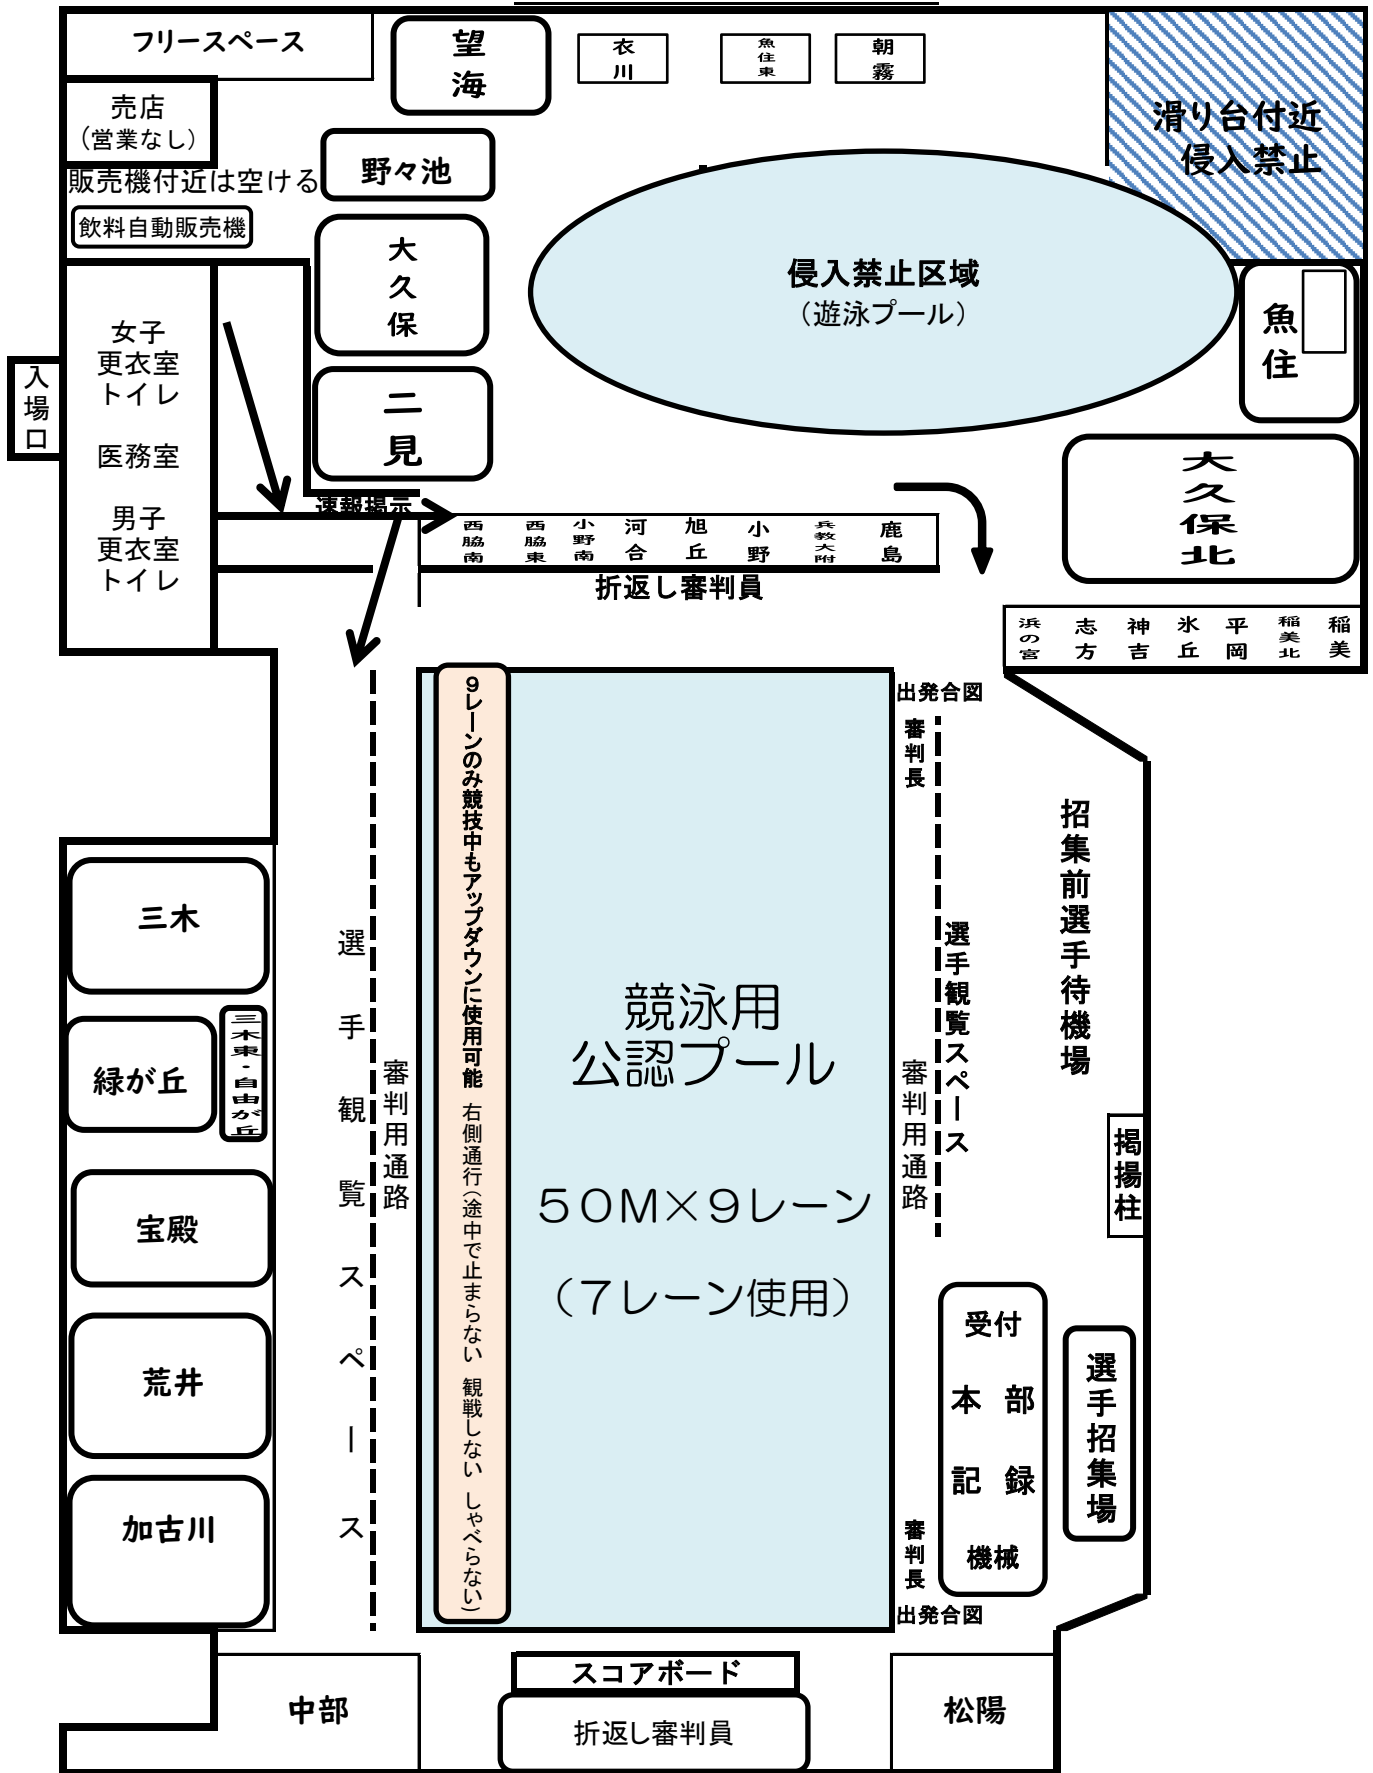 フリースペース
望海
衣川
魚住東
朝霧
滑り台付近
侵入禁止
売店
（営業なし）
野々池
販売機付近は空ける
飲料自動販売機
大久保
侵入禁止区域
（遊泳プール）
魚住
女子
更衣室
トイレ
医務室
男子
更衣室
トイレ
入場口
二見
大久保北
速報掲示
西脇南
西脇東
小野南
河合
旭丘
小野
兵教大附
鹿島
折返し審判員
浜の宮
志方
神吉
氷丘
平岡
稲美北
稲美
9レーンのみ競技中もアップダウンに使用可能 右側通行（途中で止まらない 観戦しない しゃべらない）
出発合図
審判長
招集前選手待機場
三木
選手観覧スペース
選手観覧スペース
競泳用
公認プール
緑が丘
三木東・自由が丘
審判用通路
審判用通路
掲揚柱
宝殿
５０Ｍ×９レーン
（７レーン使用）
受付
本部
記録
機械
選手招集場
荒井
加古川
審判長
出発合図
スコアボード
中部
折返し審判員
松陽